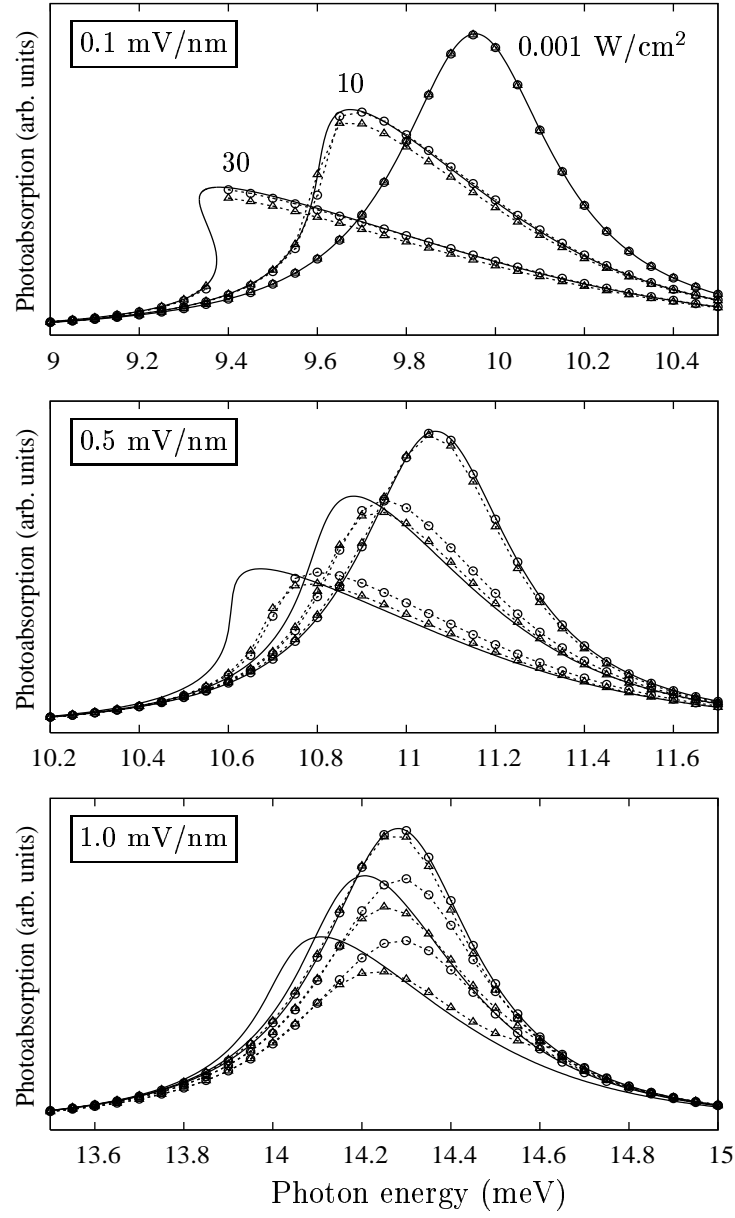 0.1 mV/nm
0.001 W/cm²
10
30
Photoabsorption (arb. units)
9 9.2 9.4 9.6 9.8 10 10.2 10.4
0.5 mV/nm
Photoabsorption (arb. units)
10.2 10.4 10.6 10.8 11 11.2 11.4 11.6
1.0 mV/nm
Photoabsorption (arb. units)
13.6 13.8 14 14.2 14.4 14.6 14.8 15
Photon energy (meV)